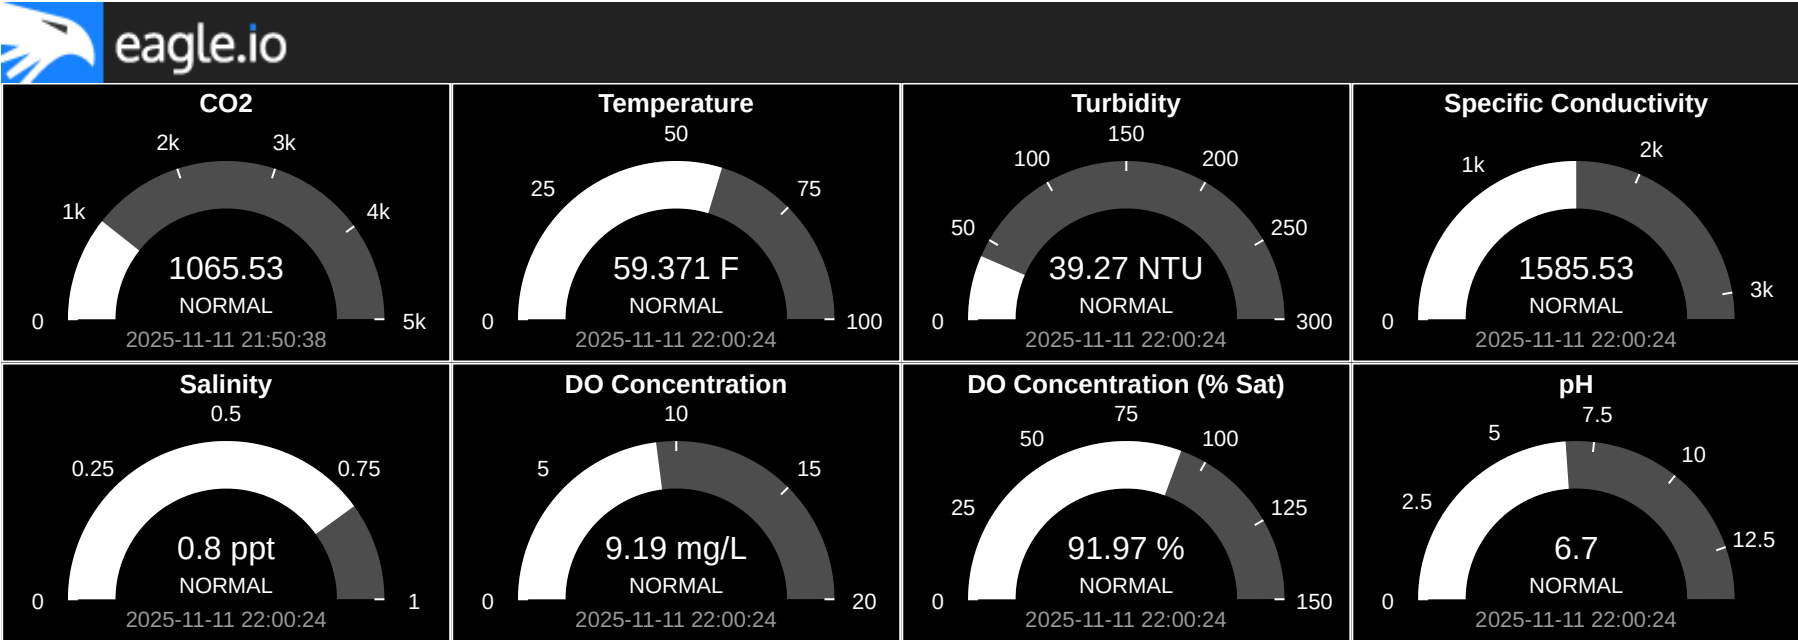 eagle.io
CO2
0
1k
2k
3k
4k
5k
1065.53
NORMAL
2025-11-11 21:50:38
Temperature
0
25
50
75
100
59.371 F
NORMAL
2025-11-11 22:00:24
Turbidity
0
50
100
150
200
250
300
39.27 NTU
NORMAL
2025-11-11 22:00:24
Specific Conductivity
0
1k
2k
3k
1585.53
NORMAL
2025-11-11 22:00:24
Salinity
0
0.25
0.5
0.75
1
0.8 ppt
NORMAL
2025-11-11 22:00:24
DO Concentration
0
5
10
15
20
9.19 mg/L
NORMAL
2025-11-11 22:00:24
DO Concentration (% Sat)
0
25
50
75
100
125
150
91.97 %
NORMAL
2025-11-11 22:00:24
pH
0
2.5
5
7.5
10
12.5
6.7
NORMAL
2025-11-11 22:00:24